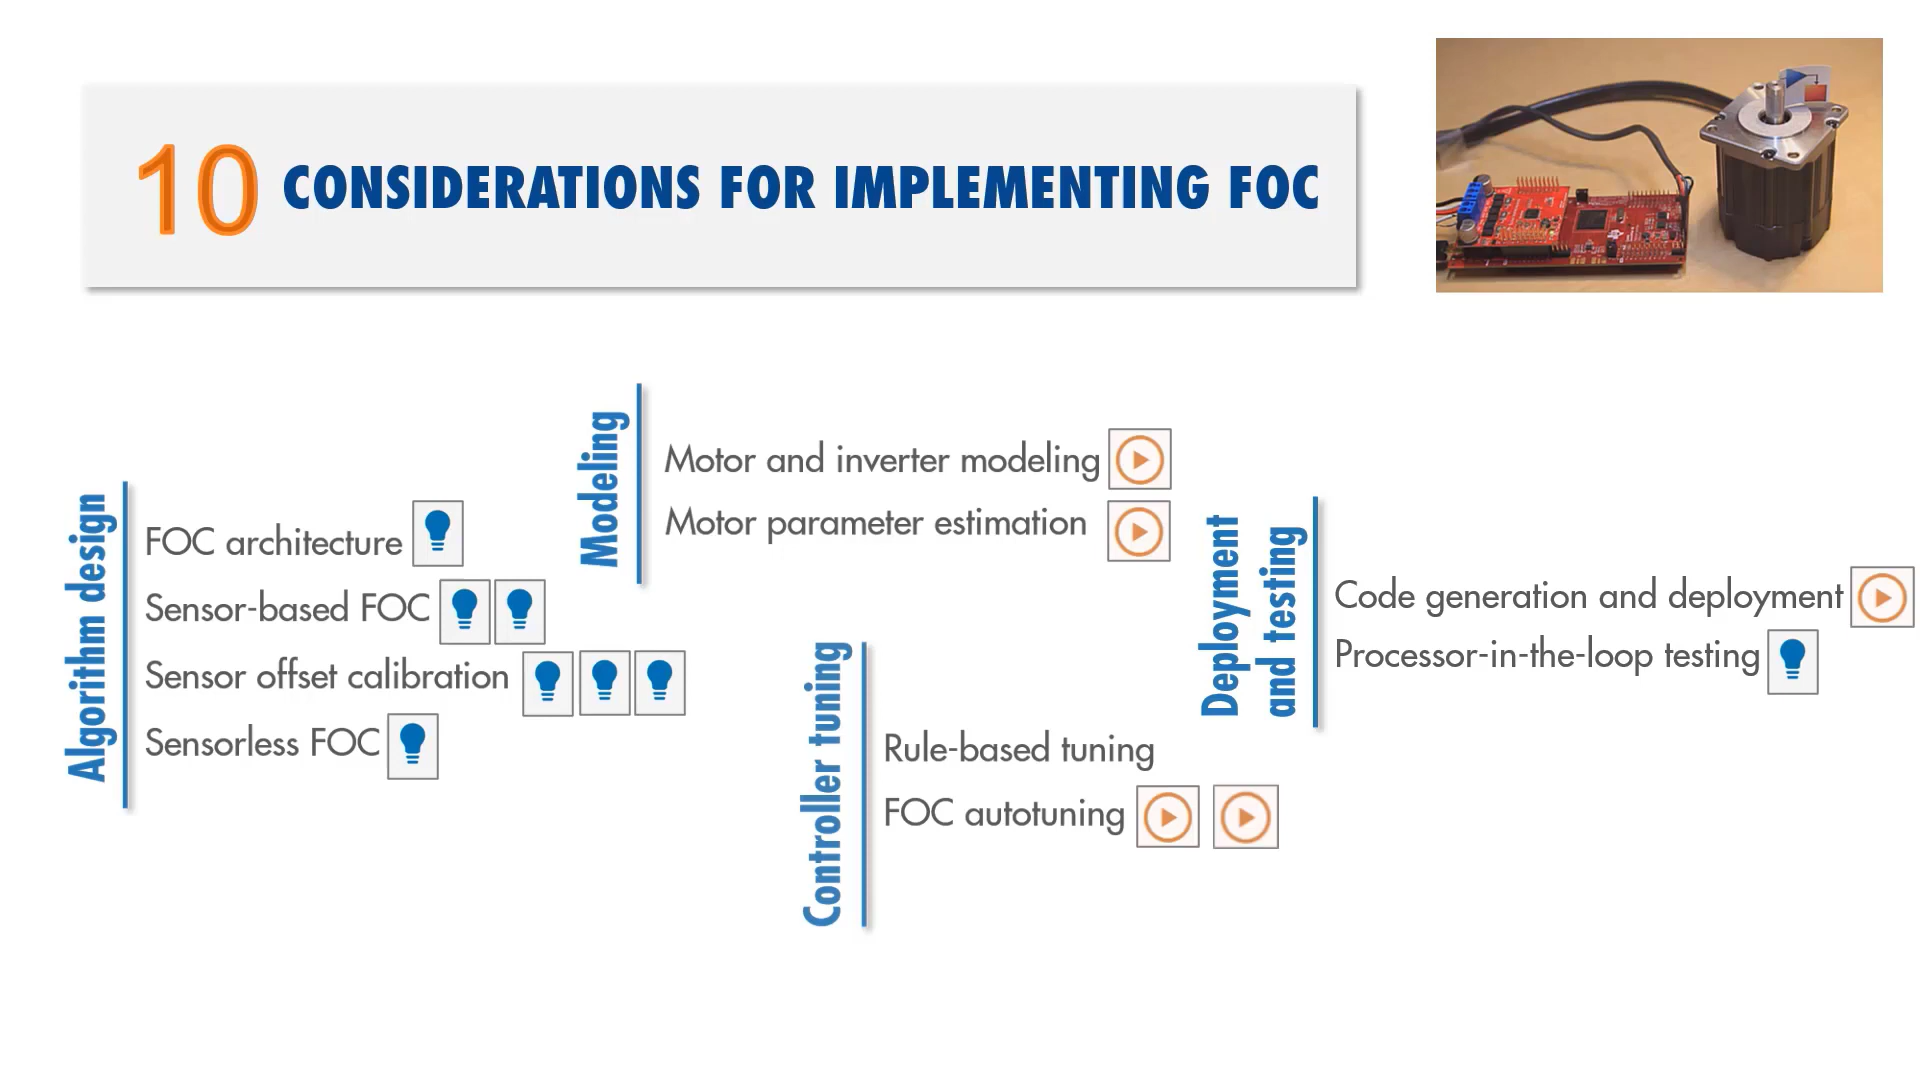 10 CONSIDERATIONS FOR IMPLEMENTING FOC
Algorithm design
FOC architecture
Sensor-based FOC
Sensor offset calibration
Sensorless FOC
Modeling
Motor and inverter modeling
Motor parameter estimation
Controller tuning
Rule-based tuning
FOC autotuning
Deployment
and testing
Code generation and deployment
Processor-in-the-loop testing